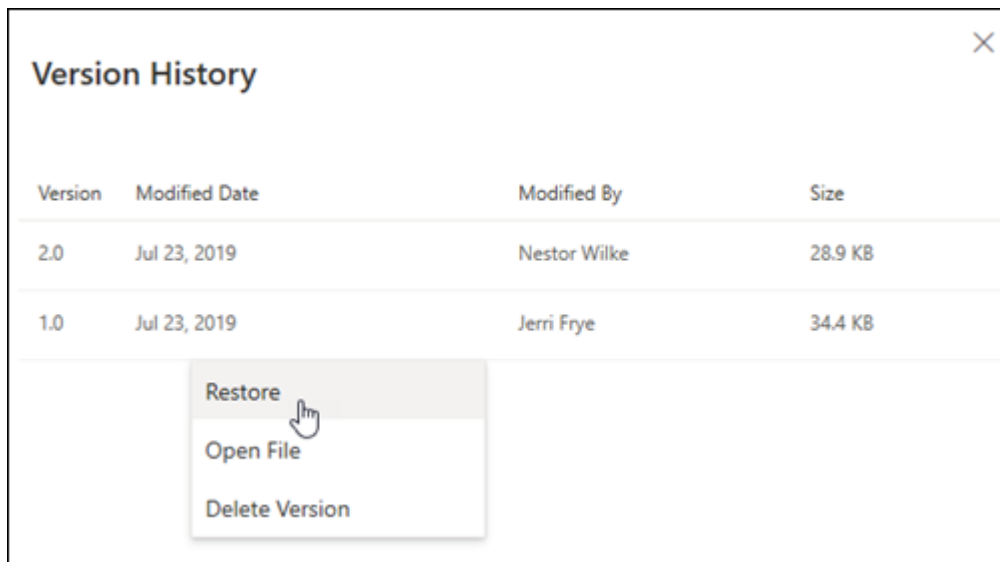 Version History
Version Modified Date Modified By Size
2.0 Jul 23, 2019 Nestor Wilke 28.9 KB
1.0 Jul 23, 2019 Jerri Frye 34.4 KB
Restore
Open File
Delete Version